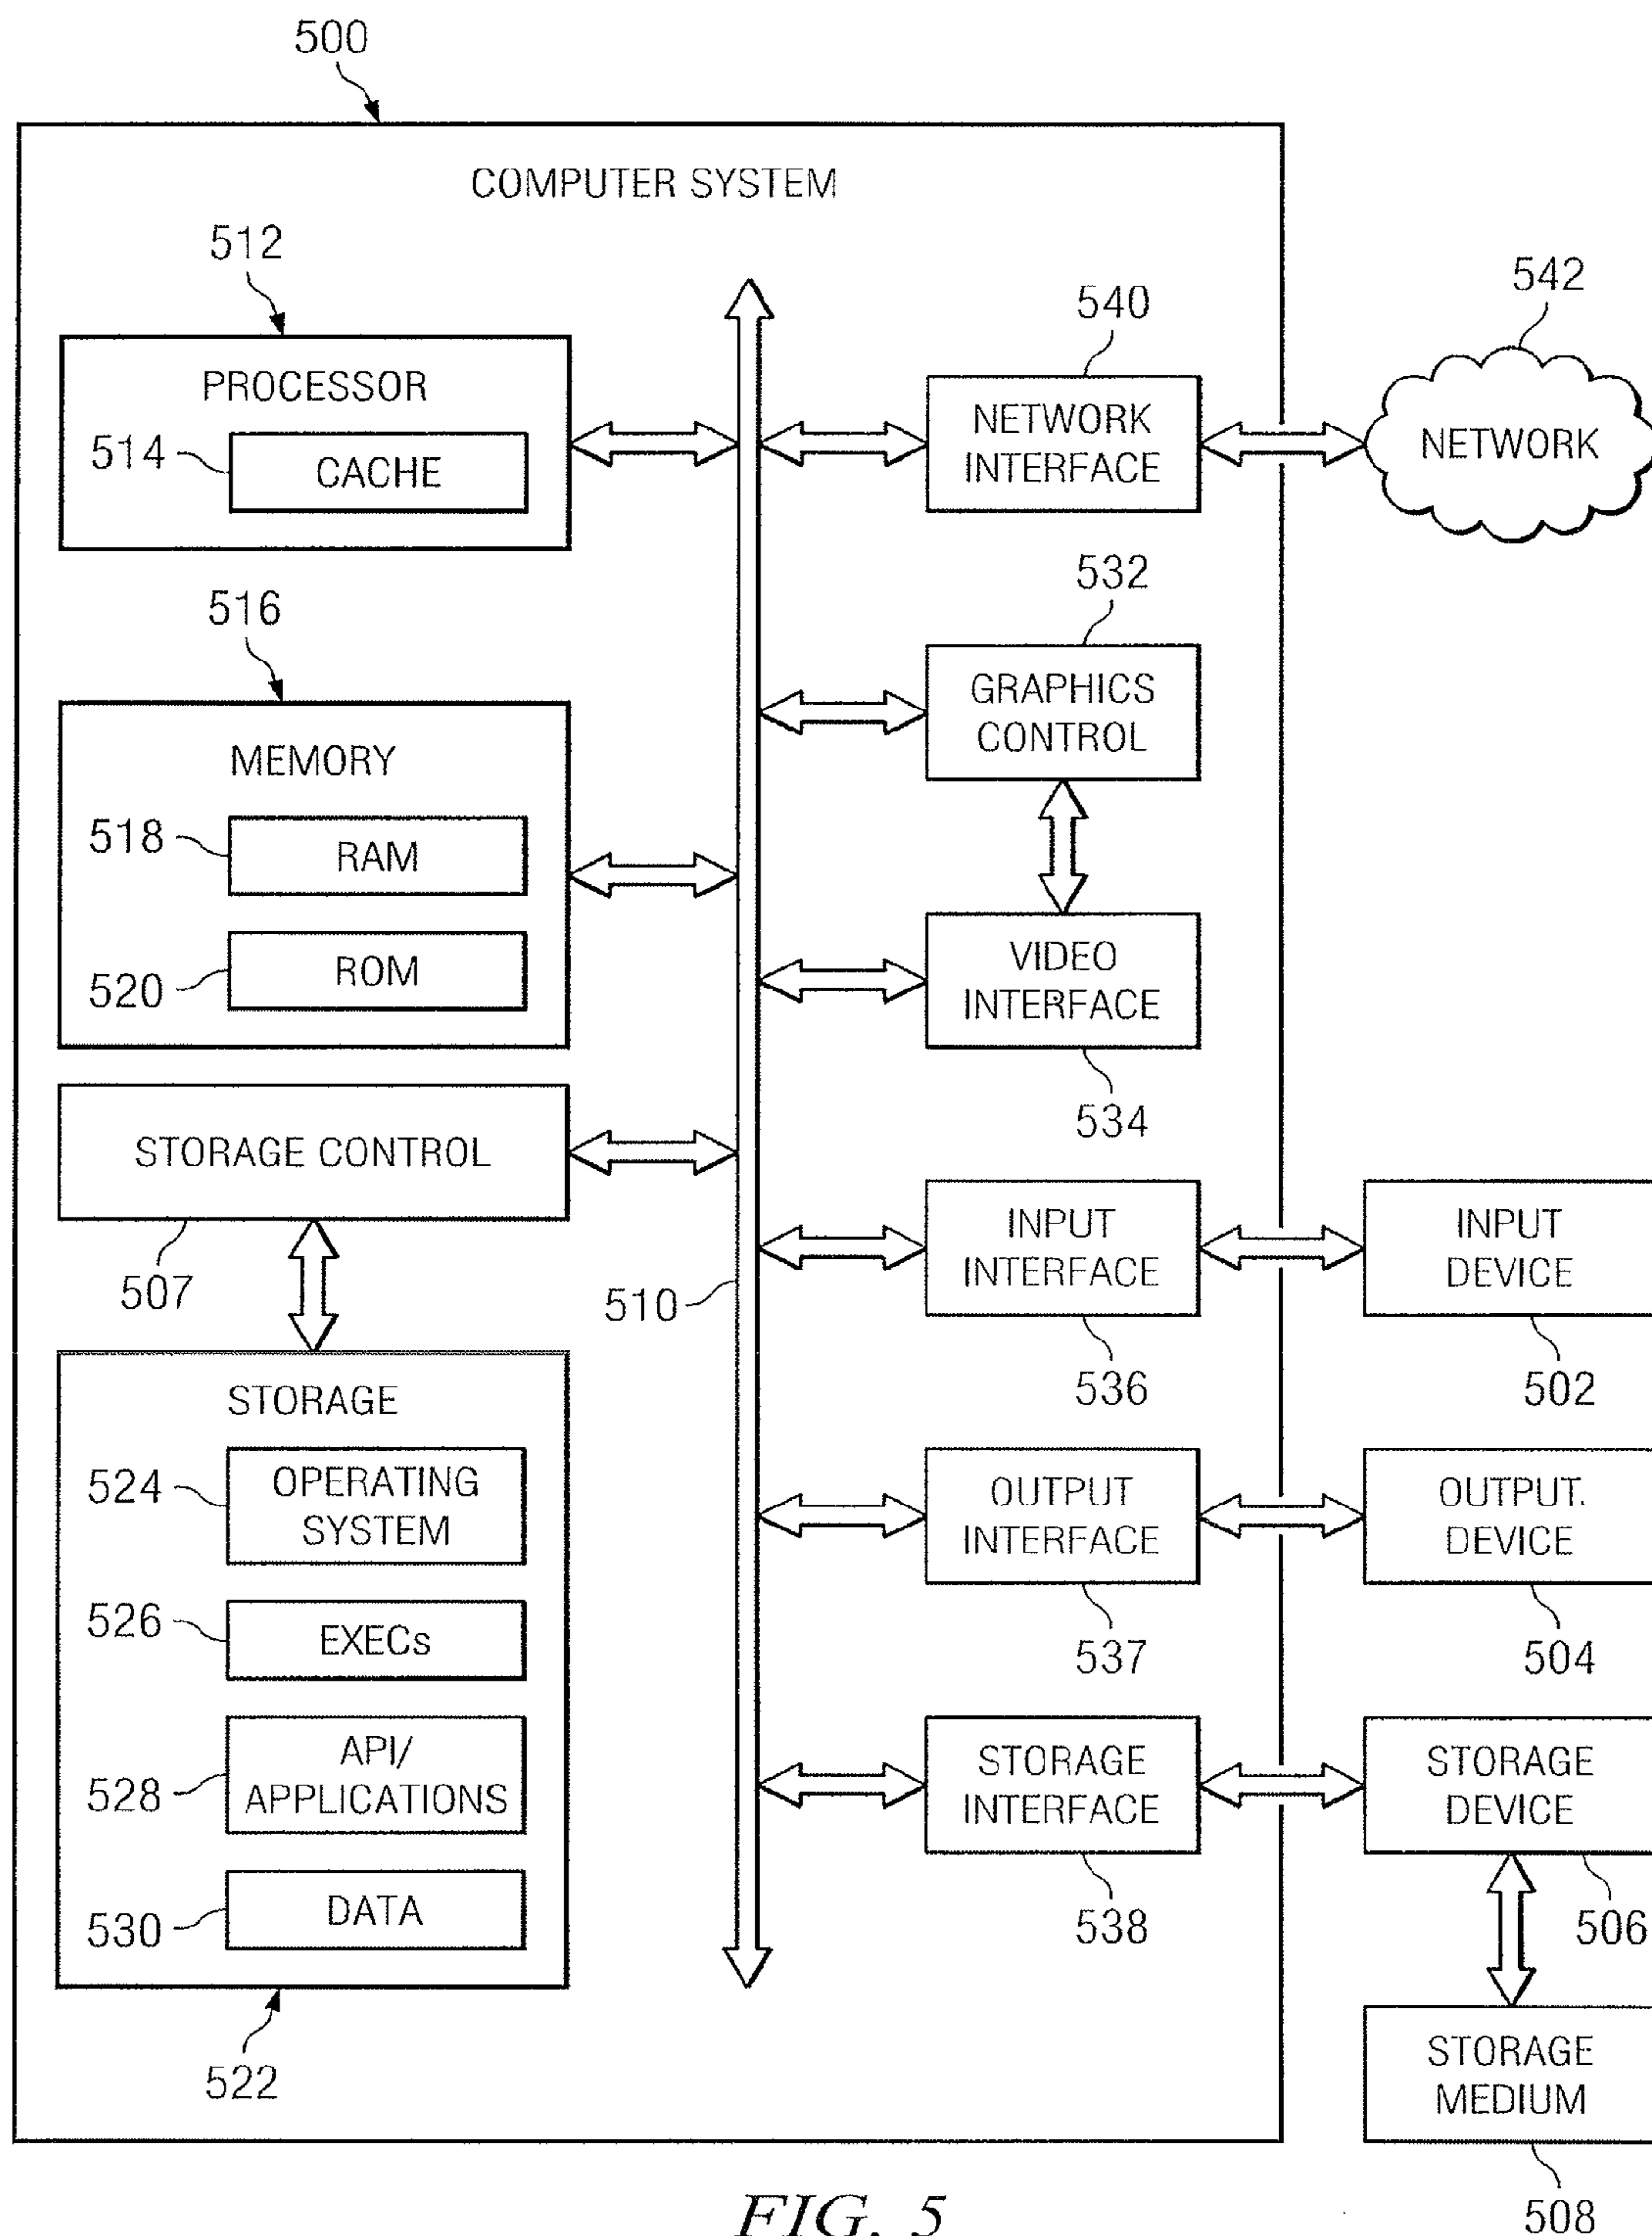 500
COMPUTER SYSTEM
512
PROCESSOR
514
CACHE
516
MEMORY
518
RAM
520
ROM
STORAGE CONTROL
507
STORAGE
524
OPERATING
SYSTEM
526
EXECs
528
API/
APPLICATIONS
530
DATA
522
510
540
NETWORK
INTERFACE
542
NETWORK
532
GRAPHICS
CONTROL
VIDEO
INTERFACE
534
INPUT
INTERFACE
536
INPUT
DEVICE
502
OUTPUT
INTERFACE
537
OUTPUT.
DEVICE
504
STORAGE
INTERFACE
538
STORAGE
DEVICE
506
STORAGE
MEDIUM
508
FIG. 5